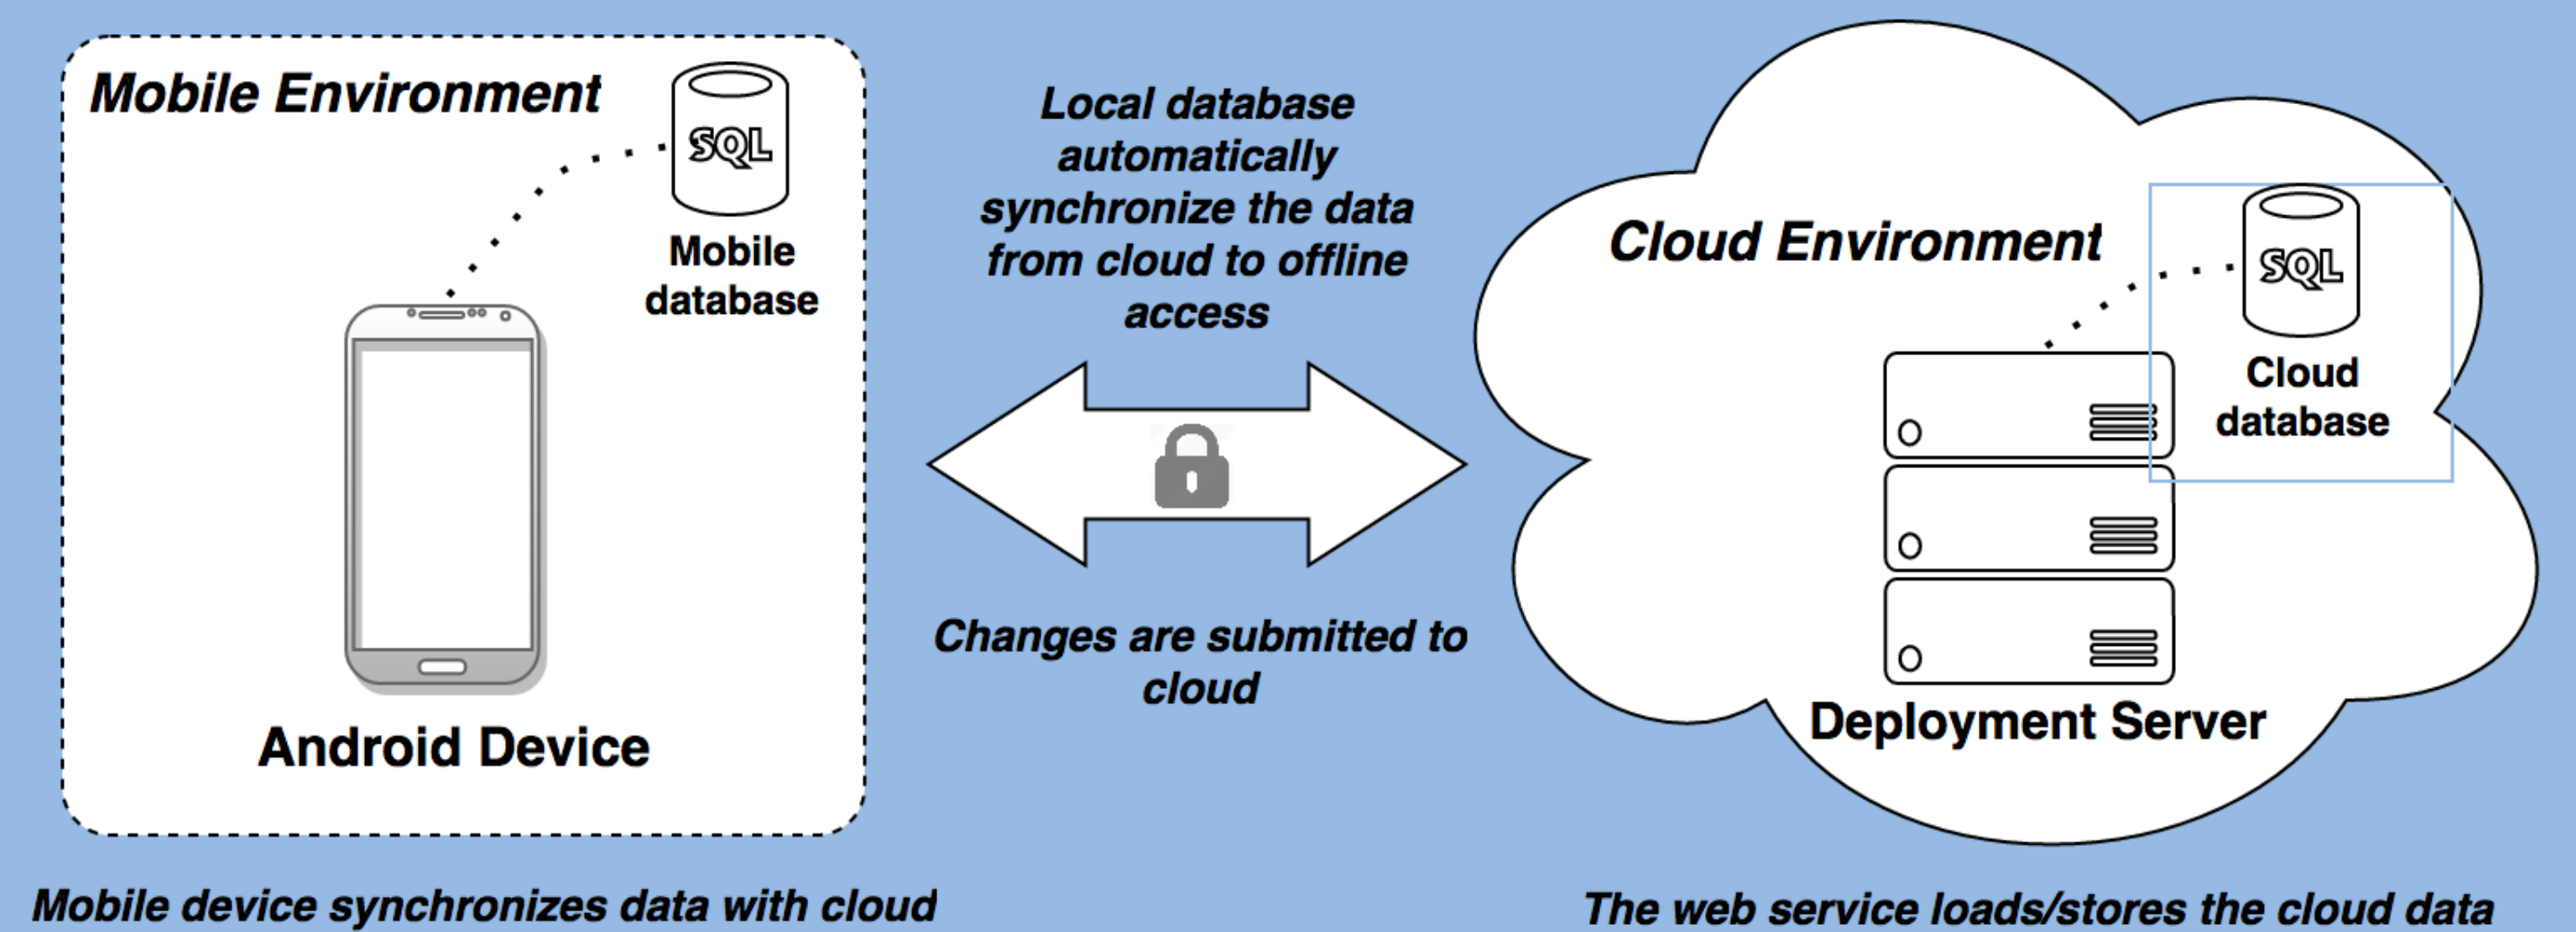 Mobile Environment
SQL
Mobile
database
Android Device
Mobile device synchronizes data with cloud
Local database
automatically
synchronize the data
from cloud to offline
access
Changes are submitted to
cloud
Cloud Environment
SQL
Cloud
database
Deployment Server
The web service loads/stores the cloud data